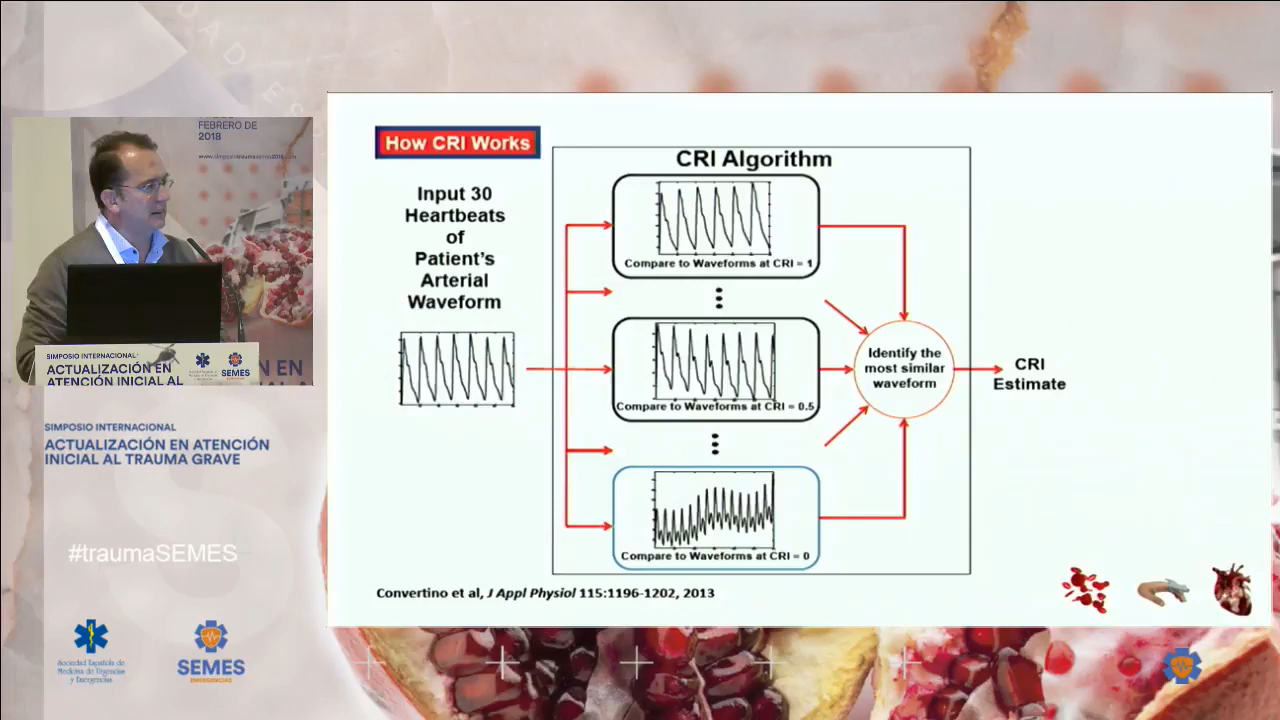 FEBRERO DE
2018
SIMPOSIO INTERNACIONAL
ACTUALIZACIÓN EN
ATENCIÓN INICIAL AL
SEMES
SIMPOSIO INTERNACIONAL
ACTUALIZACIÓN EN ATENCIÓN
INICIAL AL TRAUMA GRAVE
#traumaSEMES
Sociedad Española de
Medicina de Urgencias
y Emergencias
SEMES
EMERGENCIAS
How CRI Works
Input 30
Heartbeats
of
Patient's
Arterial
Waveform
CRI Algorithm
Compare to Waveforms at CRI = 1
Compare to Waveforms at CRI = 0.5
Compare to Waveforms at CRI = 0
Identify the
most similar
waveform
CRI
Estimate
Convertino et al, J Appl Physiol 115:1196-1202, 2013